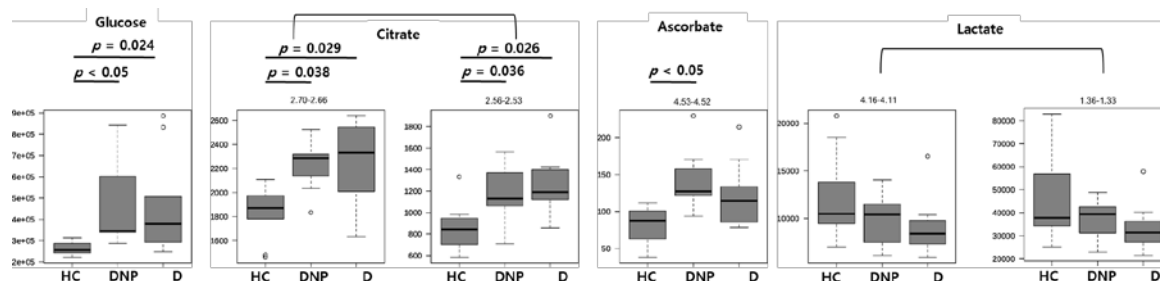 Glucose
p = 0.024
p < 0.05
9e+05
8e+05
7e+05
6e+05
5e+05
4e+05
3e+05
2e+05
HC DNP D
Citrate
p = 0.029
p = 0.038
2.70-2.66
2600
2400
2200
2000
1800
1600
HC DNP D
p = 0.026
p = 0.036
2.56-2.53
1800
1600
1400
1200
1000
800
600
HC DNP D
Ascorbate
p < 0.05
4.53-4.52
200
150
100
50
HC DNP D
Lactate
4.16-4.11
20000
15000
10000
HC DNP D
1.36-1.33
80000
70000
60000
50000
40000
30000
20000
HC DNP D